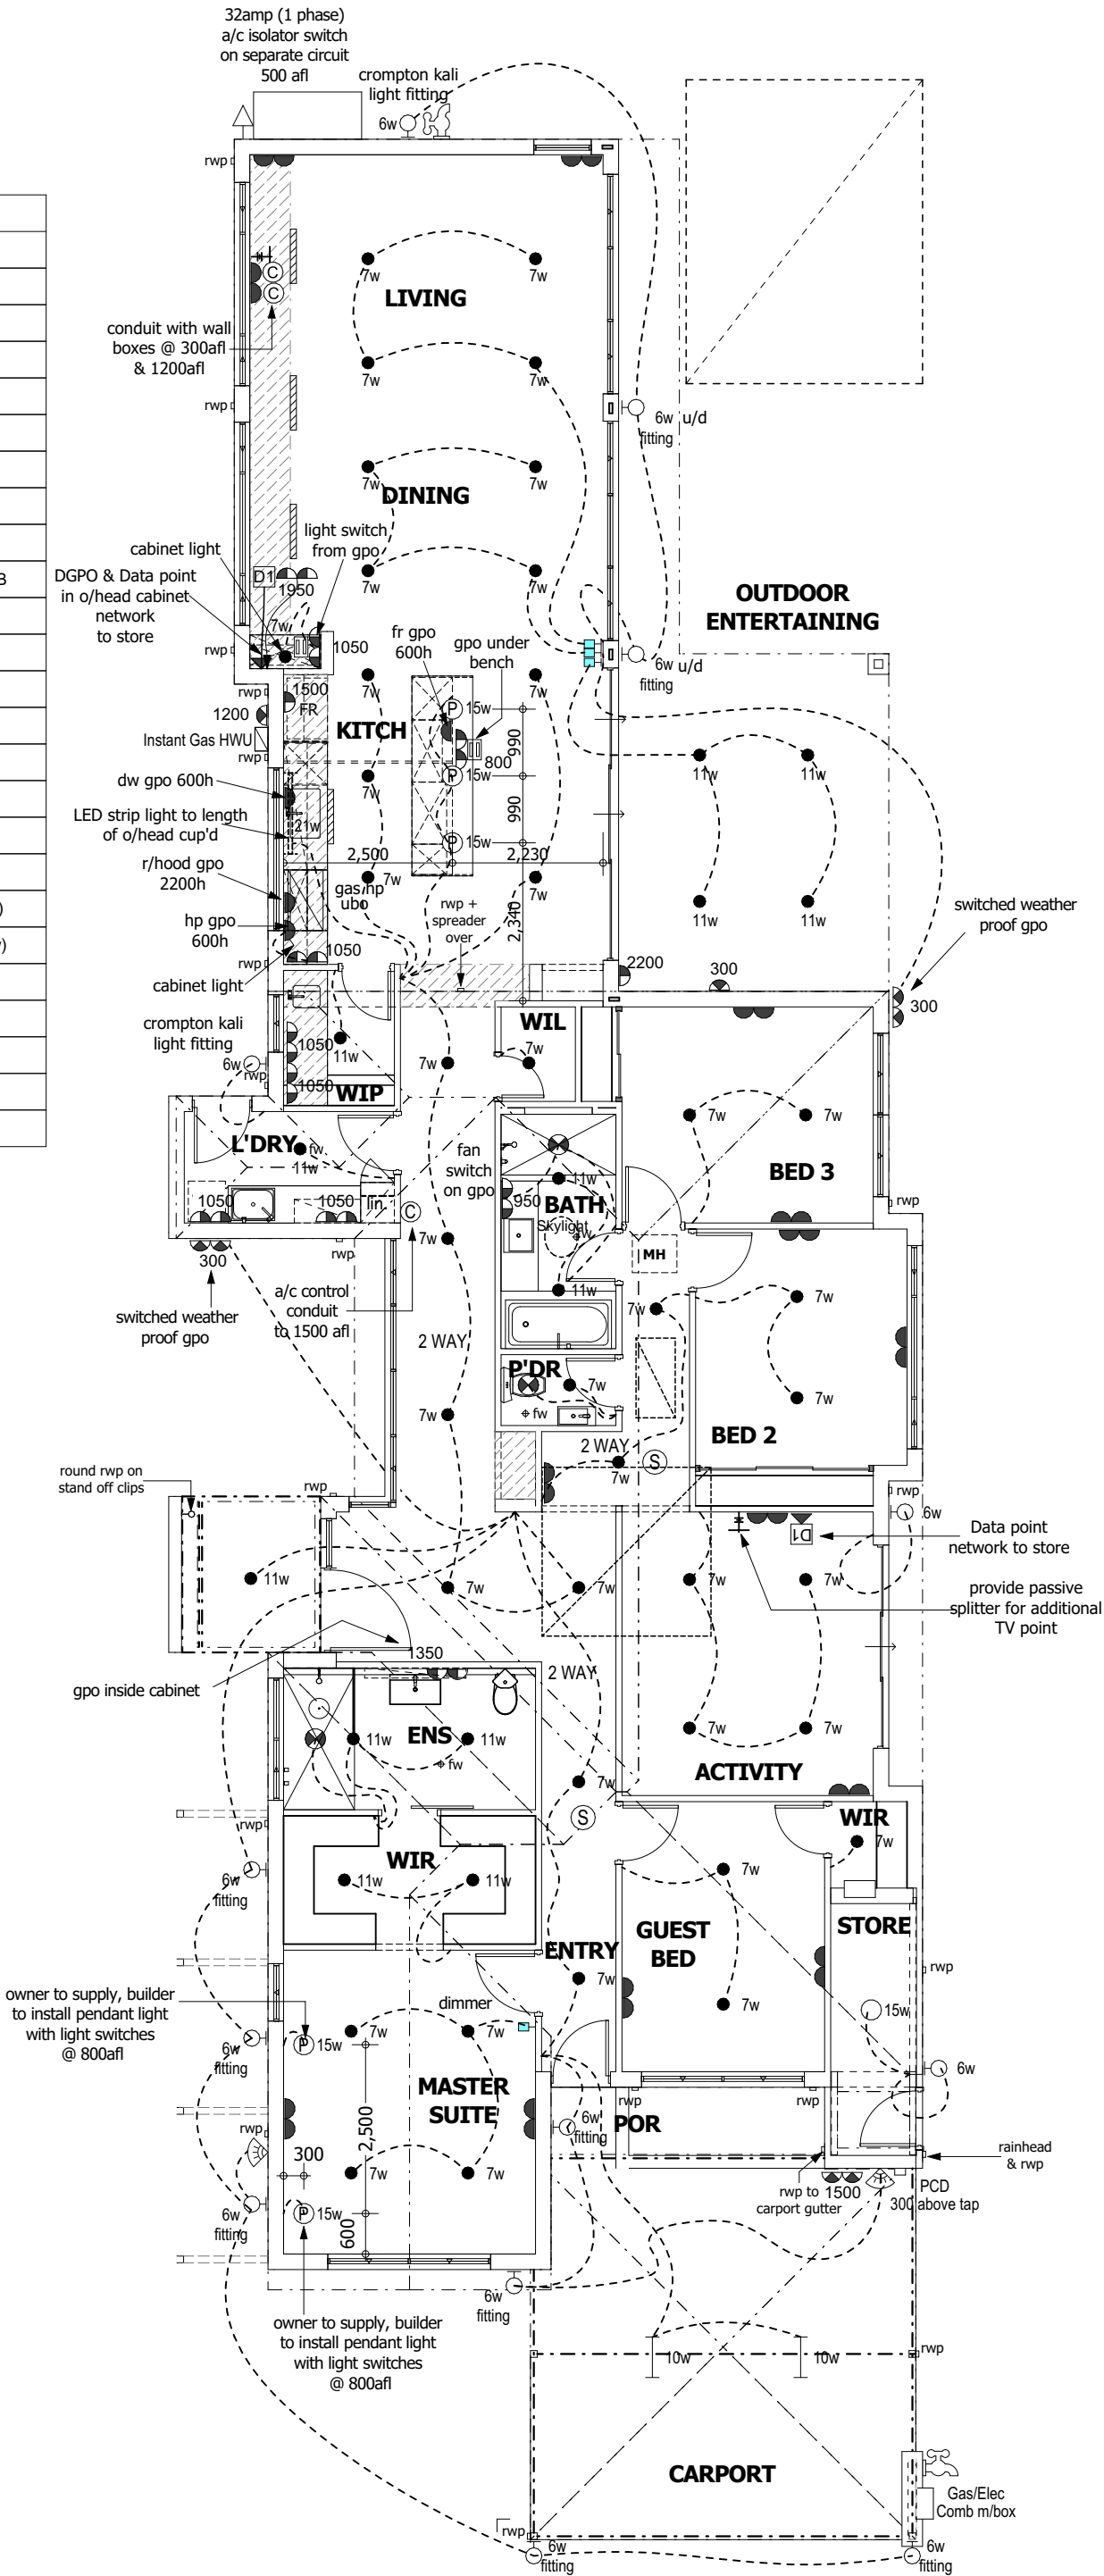 32amp (1 phase)
a/c isolator switch
on separate circuit
500 afl
crompton kali
light fitting
6w
rwp
7w
7w
LIVING
C
C
conduit with wall
boxes @ 300afl
& 1200afl
7w
7w
rwp
6w u/d
fitting
7w
7w
DINING
light switch
from gpo
cabinet light
DGPO & Data point
in o/head cabinet
network
to store
D1
1950
7w
7w
7w
1050
rwp
OUTDOOR
ENTERTAINING
6w u/d
fitting
fr gpo
600h
gpo under
bench
rwp
1500
FR
7w
7w
1200
KITCH
P
15w
990
Instant Gas HWU
rwp
800
11w
11w
dw gpo 600h
7w
P
15w
LED strip light to length
of o/head cup'd
21w
990
P
15w
2,500
2,230
r/hood gpo
2200h
gas hp
ubo
7w
7w
rwp +
spreader
over
2,340
11w
11w
switched weather
proof gpo
hp gpo
600h
1050
rwp
cabinet light
2200
300
300
crompton kali
light fitting
WIL
1050
11w
7w
7w
6w
rwp
1050
WIP
7w
7w
L'DRY
fw
11w
fan
switch
on gpo
11w
BED 3
1050
1050
lin
C
950
BATH
Skylight
fw
rwp
7w
300
rwp
MH
switched weather
proof gpo
a/c control
conduit
to 1500 afl
11w
7w
7w
2 WAY
P'DR
7w
7w
7w
fw
BED 2
2 WAY
S
7w
round rwp on
stand off clips
rwp
rwp
6w
D1
Data point
network to store
11w
7w
7w
7w
7w
provide passive
splitter for additional
TV point
1350
2 WAY
gpo inside cabinet
ENS
11w
11w
fw
7w
7w
ACTIVITY
7w
rwp
S
WIR
7w
WIR
11w
11w
7w
6w
fitting
GUEST
BED
STORE
ENTRY
rwp
7w
owner to supply, builder
to install pendant light
with light switches
@ 800afl
dimmer
7w
15w
6w
fitting
P
15w
7w
7w
6w
MASTER
SUITE
rwp
rwp
6w
fitting
POR
rwp
2,500
300
rainhead
& rwp
7w
7w
rwp to
carport gutter
1500
PCD
300 above tap
6w
fitting
P
15w
600
6w
fitting
owner to supply, builder
to install pendant light
with light switches
@ 800afl
10w
10w
rwp
CARPORT
Gas/Elec
Comb m/box
rwp
6w
fitting
6w
fitting